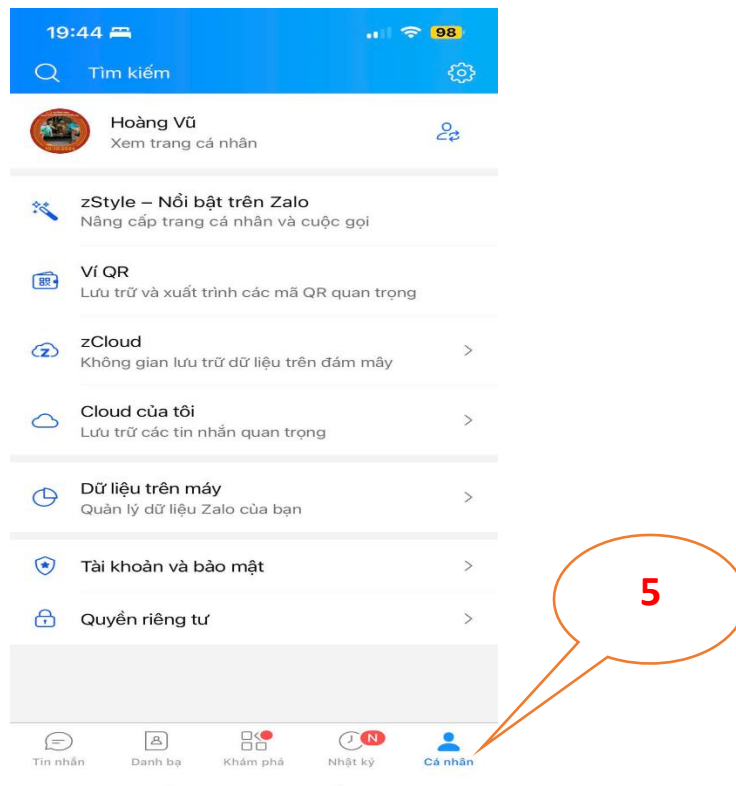 19:44 98
Tìm kiếm
Hoàng Vũ
Xem trang cá nhân
zStyle – Nổi bật trên Zalo
Nâng cấp trang cá nhân và cuộc gọi
Ví QR
Lưu trữ và xuất trình các mã QR quan trọng
zCloud
Không gian lưu trữ dữ liệu trên đám mây
Cloud của tôi
Lưu trữ các tin nhắn quan trọng
Dữ liệu trên máy
Quản lý dữ liệu Zalo của bạn
Tài khoản và bảo mật
Quyền riêng tư
5
N
Tin nhắn Danh bạ Khám phá Nhật ký Cá nhân